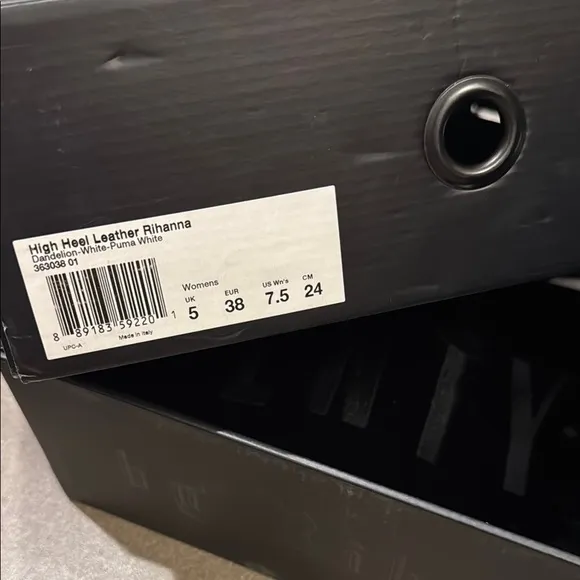 High Heel Leather Rihanna
Dandelion-White-Puma White
363038 01
Womens
UK EUR US Wn's CM
5 38 7.5 24
8 89183 59220 1
UPC-A Made in Italy